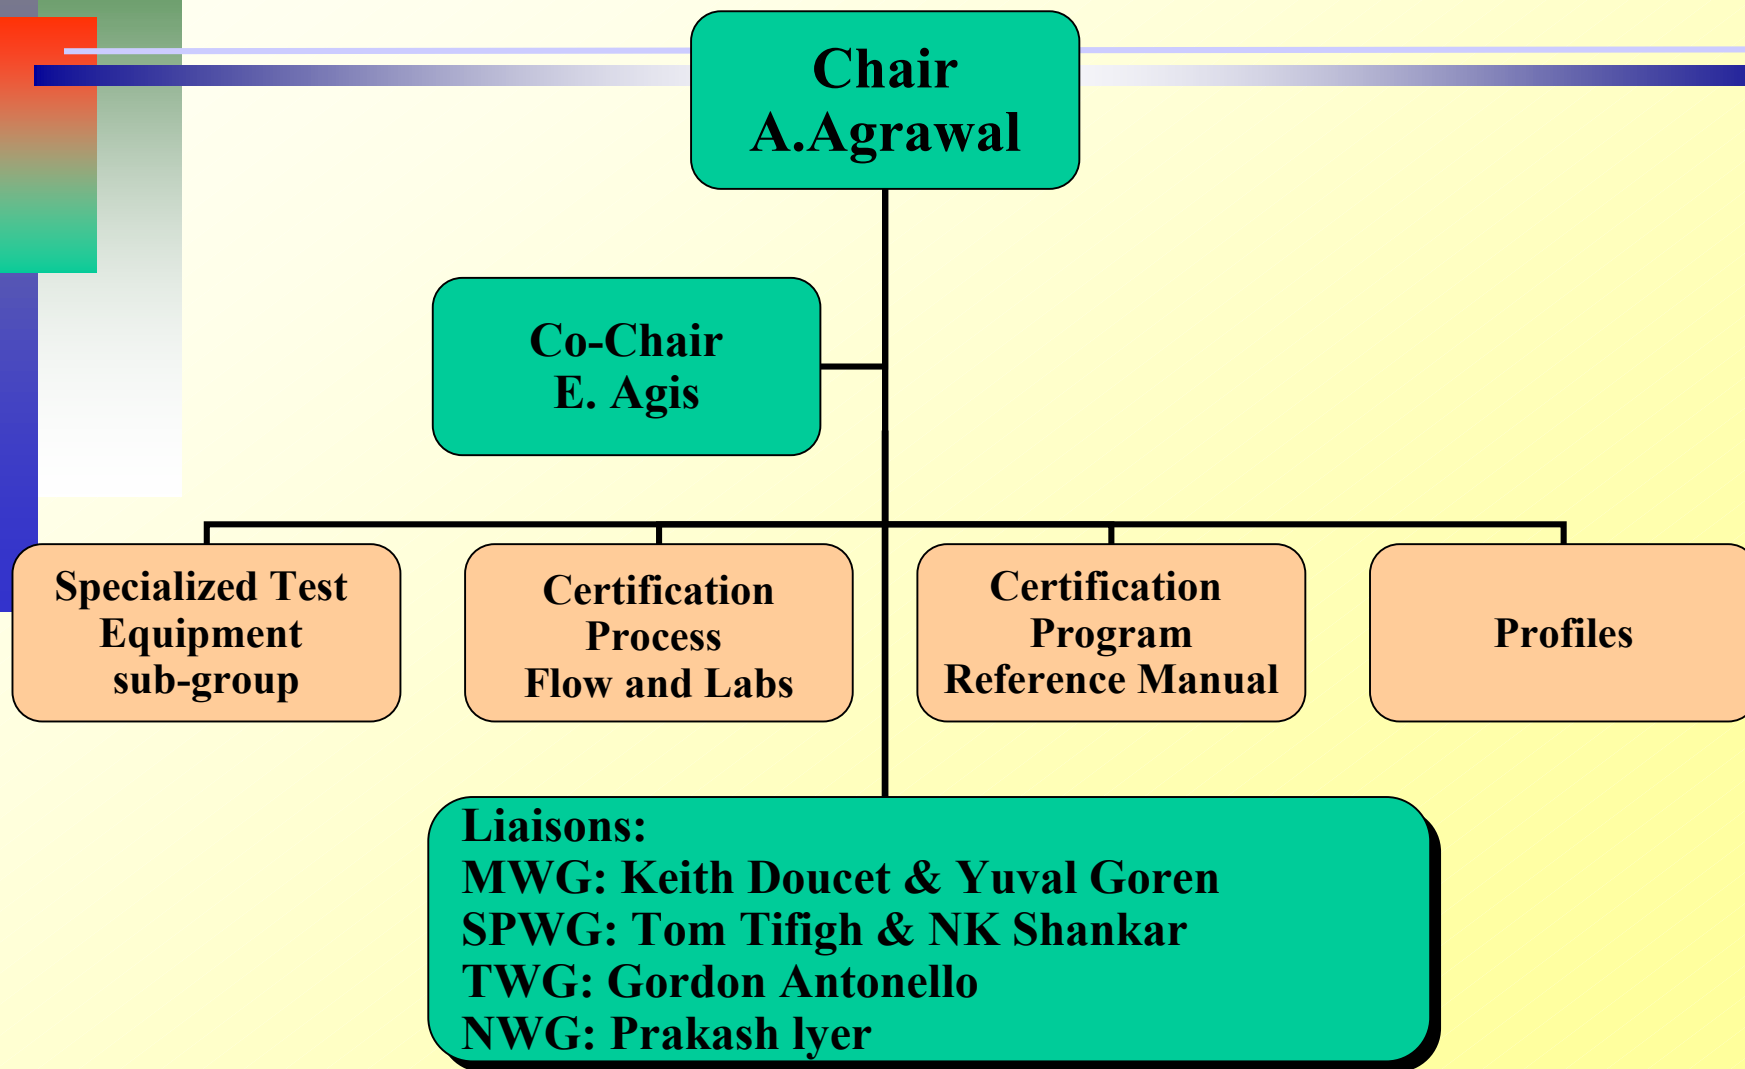 Chair
A.Agrawal
Co-Chair
E. Agis
Specialized Test
Equipment
sub-group
Certification
Process
Flow and Labs
Certification
Program
Reference Manual
Profiles
Liaisons:
MWG: Keith Doucet & Yuval Goren
SPWG: Tom Tifigh & NK Shankar
TWG: Gordon Antonello
NWG: Prakash lyer